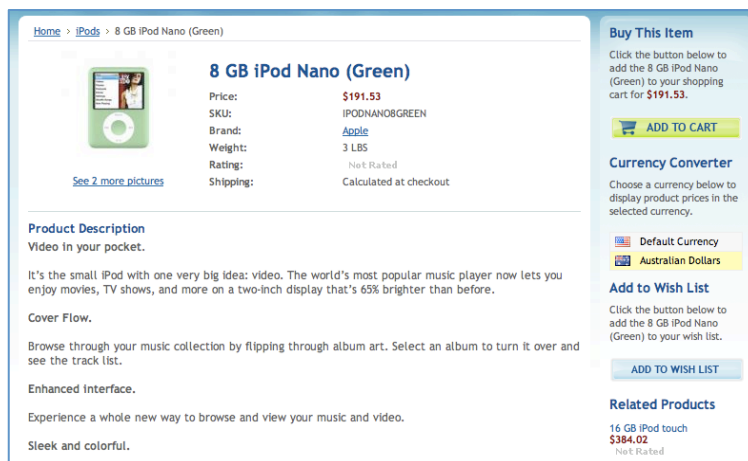 Home > iPods > 8 GB iPod Nano (Green)
8 GB iPod Nano (Green)
Price: $191.53
SKU: IPODNANO8GREEN
Brand: Apple
Weight: 3 LBS
Rating: Not Rated
Shipping: Calculated at checkout
See 2 more pictures
Product Description
Video in your pocket.
It's the small iPod with one very big idea: video. The world's most popular music player now lets you
enjoy movies, TV shows, and more on a two-inch display that's 65% brighter than before.
Cover Flow.
Browse through your music collection by flipping through album art. Select an album to turn it over and
see the track list.
Enhanced interface.
Experience a whole new way to browse and view your music and video.
Sleek and colorful.
Buy This Item
Click the button below to
add the 8 GB iPod Nano
(Green) to your shopping
cart for $191.53.
ADD TO CART
Currency Converter
Choose a currency below to
display product prices in the
selected currency.
Default Currency
Australian Dollars
Add to Wish List
Click the button below to
add the 8 GB iPod Nano
(Green) to your wish list.
ADD TO WISH LIST
Related Products
16 GB iPod touch
$384.02
Not Rated